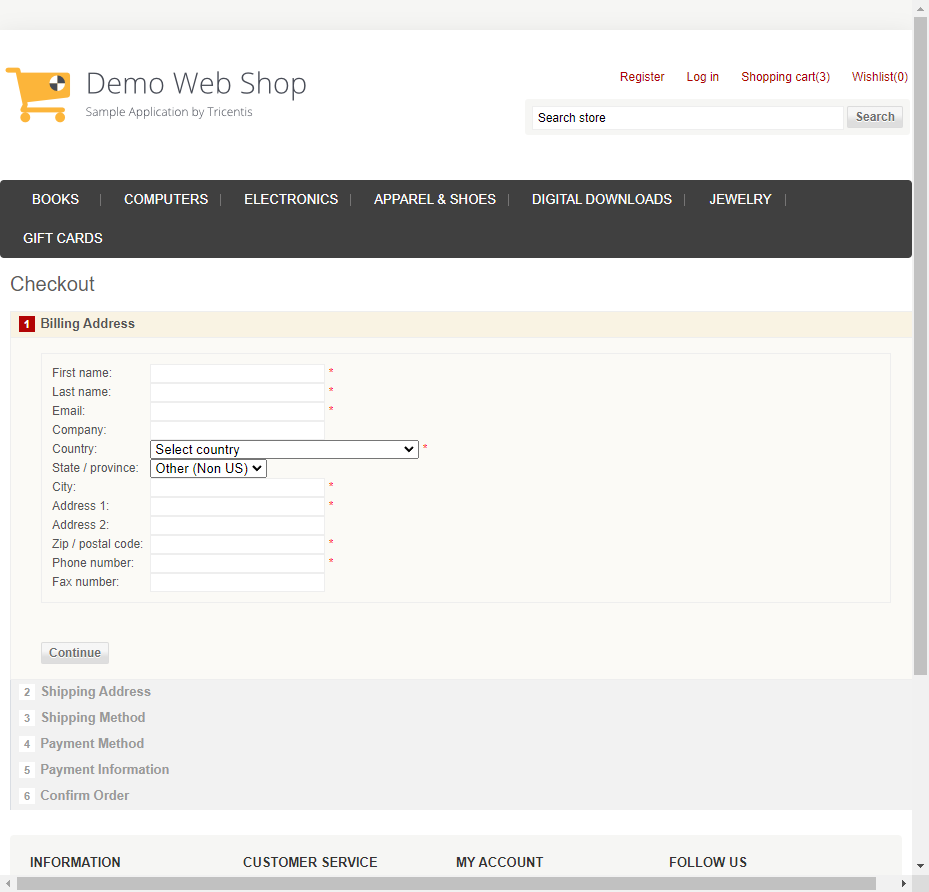 Demo Web Shop
Sample Application by Tricentis
Register Log in Shopping cart(3) Wishlist(0)
Search store Search
BOOKS | COMPUTERS | ELECTRONICS | APPAREL & SHOES | DIGITAL DOWNLOADS | JEWELRY |
GIFT CARDS
Checkout
1 Billing Address
First name: *
Last name: *
Email: *
Company:
Country: Select country *
State / province: Other (Non US)
City: *
Address 1: *
Address 2:
Zip / postal code: *
Phone number: *
Fax number:
Continue
2 Shipping Address
3 Shipping Method
4 Payment Method
5 Payment Information
6 Confirm Order
INFORMATION CUSTOMER SERVICE MY ACCOUNT FOLLOW US